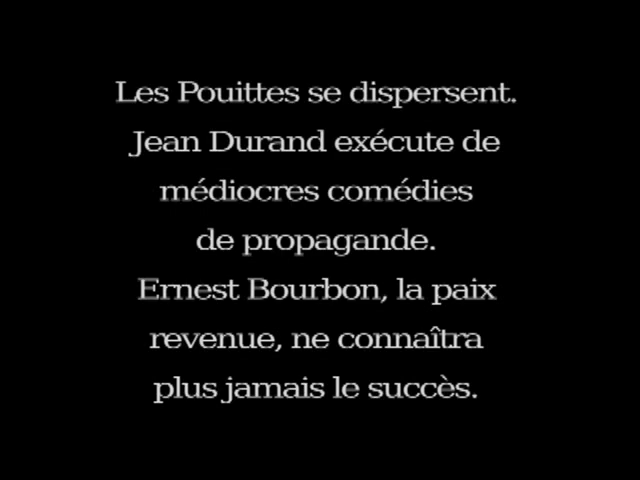 Les Pouittes se dispersent.
Jean Durand exécute de
médiocres comédies
de propagande.
Ernest Bourbon, la paix
revenue, ne connaîtra
plus jamais le succès.